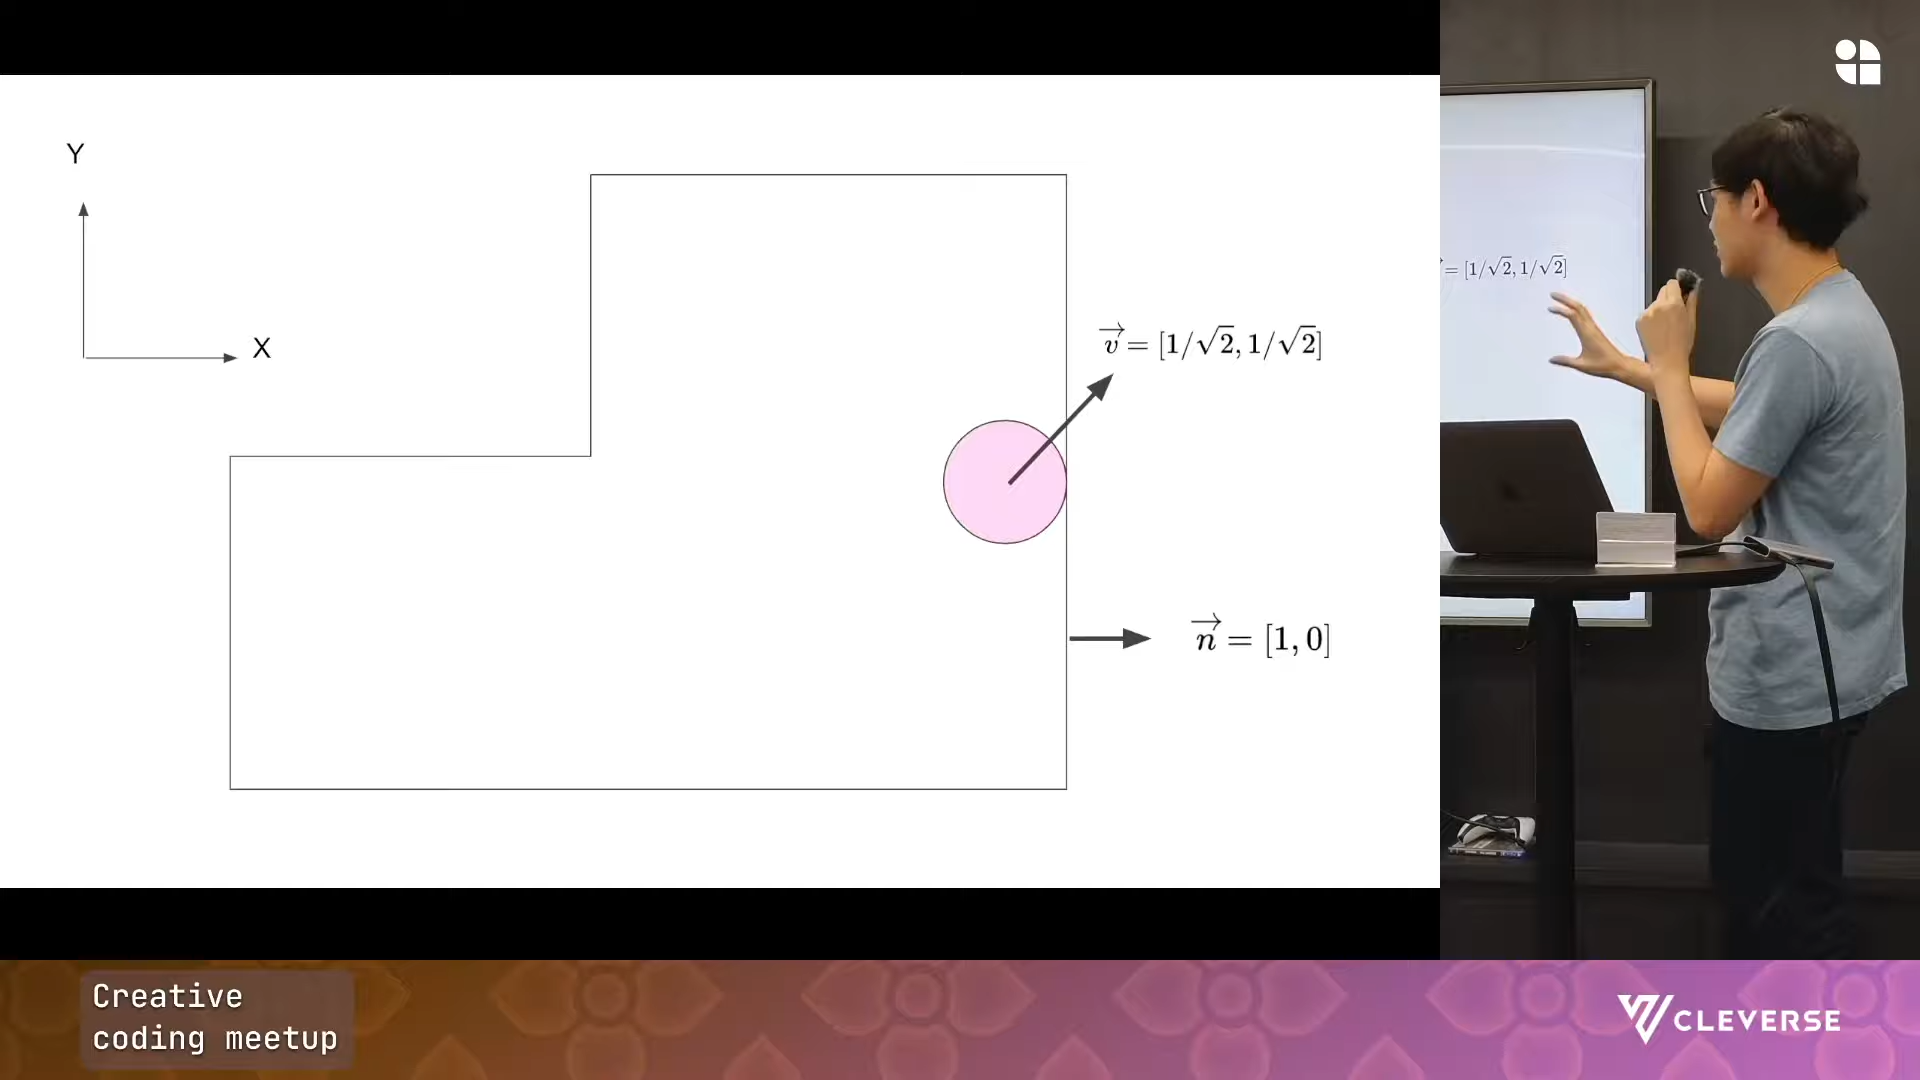 Y
X
v = [1/√2, 1/√2]
n = [1, 0]
= [1/√2, 1/√2]
Creative
coding meetup
CLEVERSE